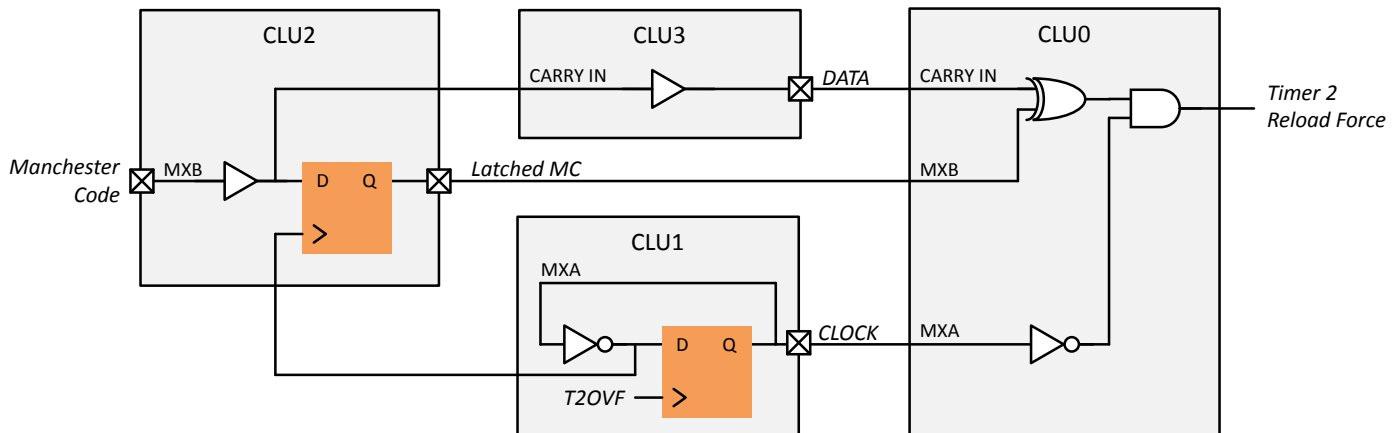 CLU2
CLU3
CLU0
CARRY IN
DATA
CARRY IN
Timer 2
Reload Force
Manchester
Code
MXB
D
Q
Latched MC
MXB
CLU1
MXA
D
Q
CLOCK
MXA
T2OVF